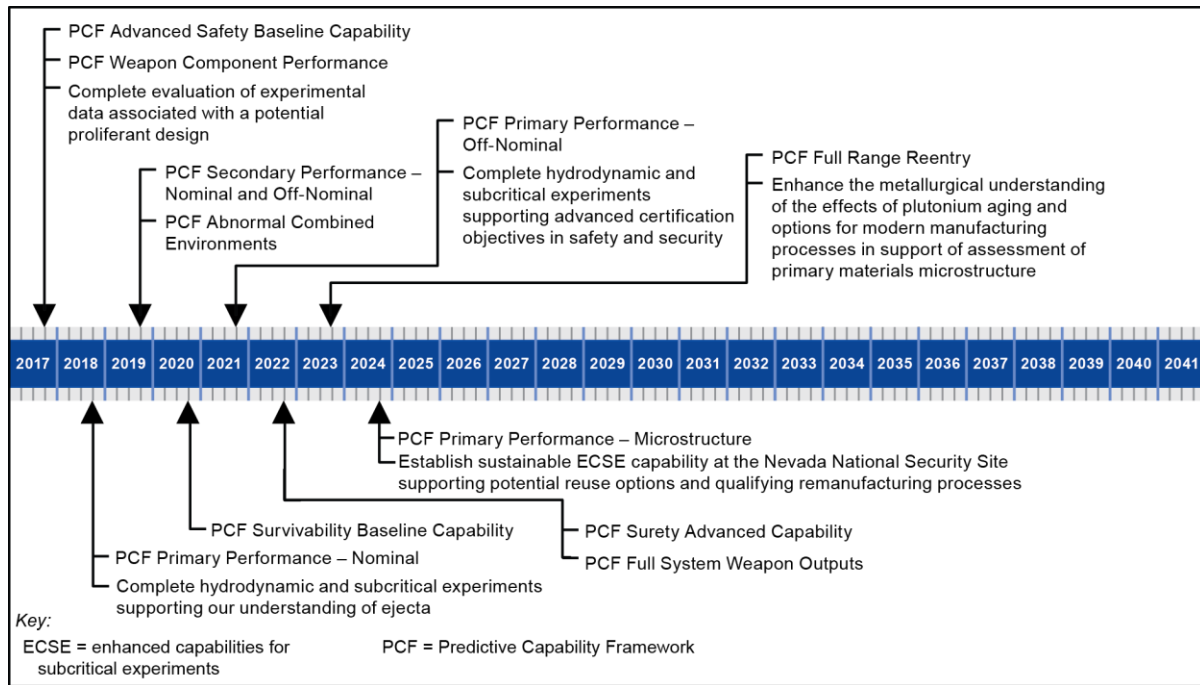 PCF Advanced Safety Baseline Capability
PCF Weapon Component Performance
Complete evaluation of experimental
data associated with a potential
proliferant design
PCF Secondary Performance –
Nominal and Off-Nominal
PCF Abnormal Combined
Environments
PCF Primary Performance –
Off-Nominal
Complete hydrodynamic and
subcritical experiments
supporting advanced certification
objectives in safety and security
PCF Full Range Reentry
Enhance the metallurgical understanding
of the effects of plutonium aging and
options for modern manufacturing
processes in support of assessment of
primary materials microstructure
2017 2018 2019 2020 2021 2022 2023 2024 2025 2026 2027 2028 2029 2030 2031 2032 2033 2034 2035 2036 2037 2038 2039 2040 2041
PCF Primary Performance – Microstructure
Establish sustainable ECSE capability at the Nevada National Security Site
supporting potential reuse options and qualifying remanufacturing processes
PCF Survivability Baseline Capability
PCF Surety Advanced Capability
PCF Full System Weapon Outputs
PCF Primary Performance – Nominal
Complete hydrodynamic and subcritical experiments
supporting our understanding of ejecta
Key:
ECSE = enhanced capabilities for
subcritical experiments
PCF = Predictive Capability Framework